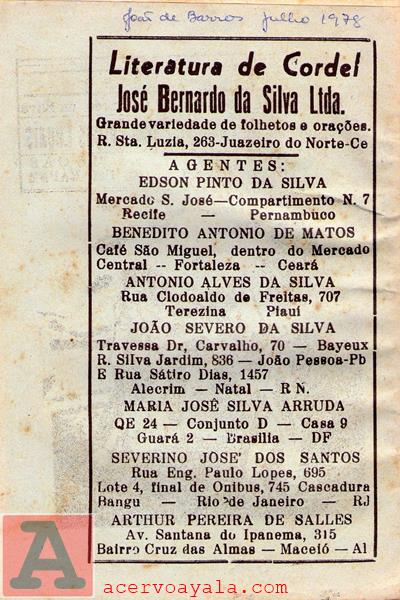 João de Barros Julho 1978
Literatura de Cordel
José Bernardo da Silva Ltda.
Grande variedade de folhetos e orações.
R. Sta. Luzia, 263-Juazeiro do Norte-Ce
AGENTES:
EDSON PINTO DA SILVA
Mercado S. José—Compartimento N. 7
Recife — Pernambuco
BENEDITO ANTONIO DE MATOS
Café São Miguel, dentro do Mercado
Central -- Fortaleza -- Ceará
ANTONIO ALVES DA SILVA
Rua Clodoaldo de Freitas, 707
Terezina Piauí
JOÃO SEVERO DA SILVA
Travessa Dr, Carvalho, 70 — Bayeux
R. Silva Jardim, 836 — João Pessoa-Pb
E Rua Sátiro Dias, 1457
Alecrim — Natal — R N.
MARIA JOSÉ SILVA ARRUDA
QE 24 — Conjunto D — Casa 9
Guará 2 — Brasilia — DF
SEVERINO JOSE' DOS SANTOS
Rua Eng. Paulo Lopes, 695
Lote 4, final de Onibus, 745 Cascadura
Bangu — Rio de Janeiro — RJ
ARTHUR PEREIRA DE SALLES
Av. Santana do Ipanema, 315
Bairro Cruz das Almas — Maceió — Al
A
acervoayala.com